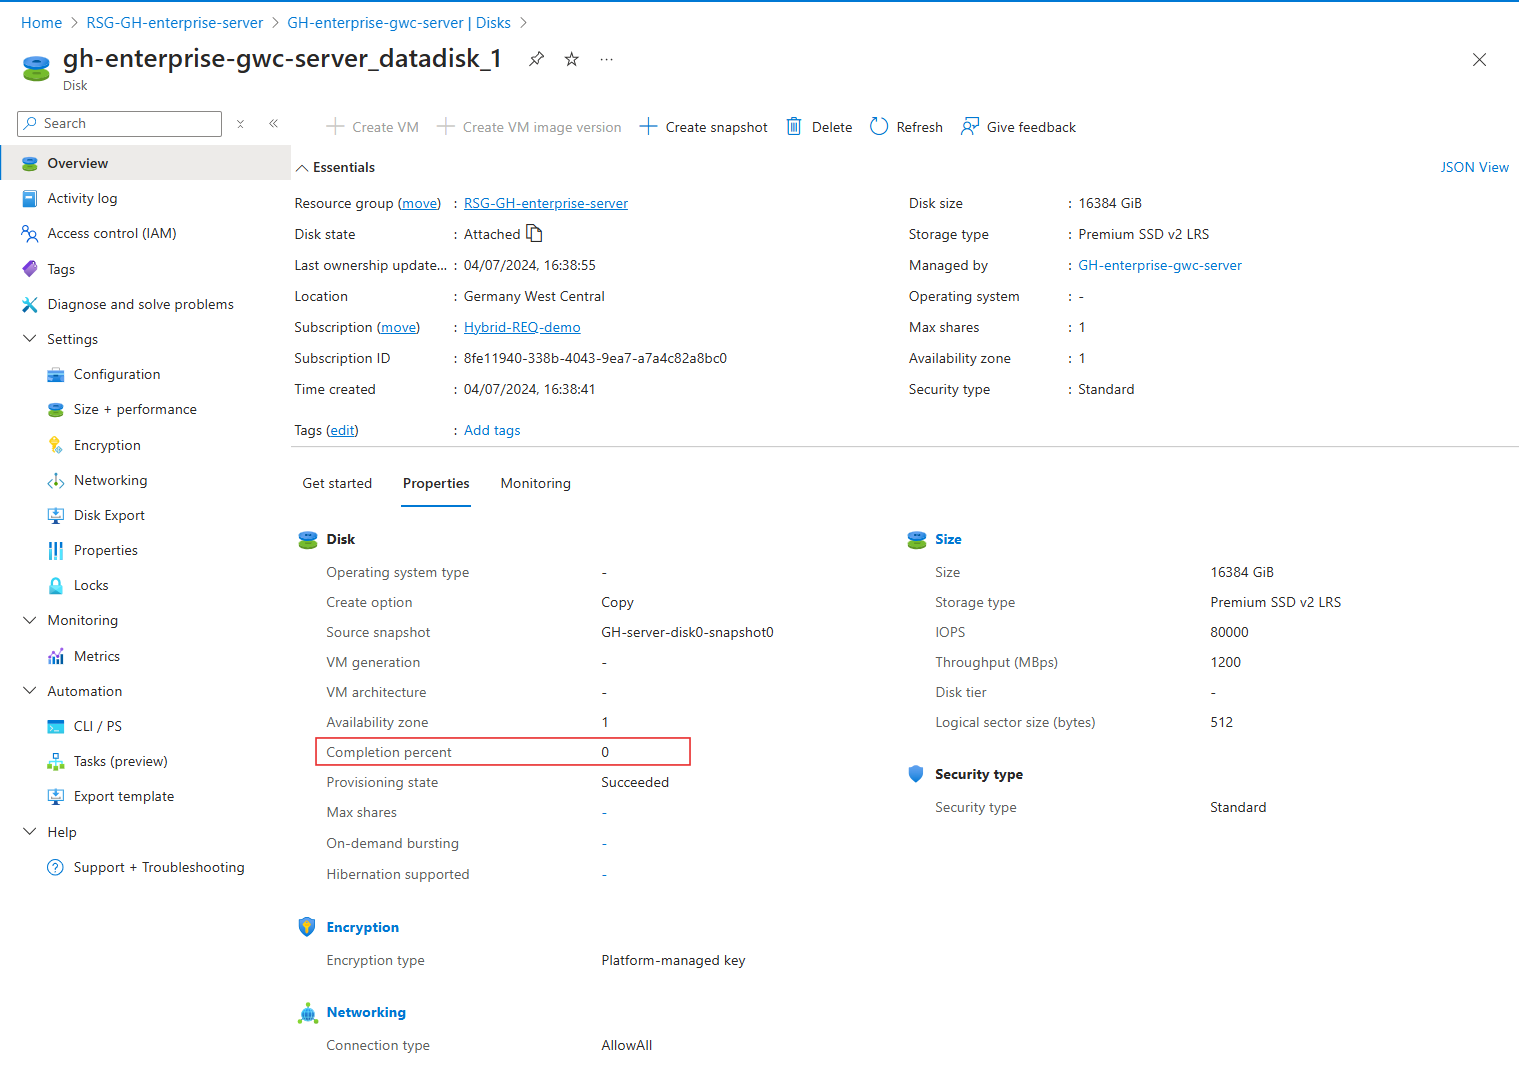 Home > RSG-GH-enterprise-server > GH-enterprise-gwc-server | Disks >
gh-enterprise-gwc-server_datadisk_1
Disk
Search
Create VM
Create VM image version
Create snapshot
Delete
Refresh
Give feedback
Overview
Activity log
Access control (IAM)
Tags
Diagnose and solve problems
Settings
Configuration
Size + performance
Encryption
Networking
Disk Export
Properties
Locks
Monitoring
Metrics
Automation
CLI / PS
Tasks (preview)
Export template
Help
Support + Troubleshooting
Essentials
JSON View
Resource group (move) : RSG-GH-enterprise-server
Disk state : Attached
Last ownership update... : 04/07/2024, 16:38:55
Location : Germany West Central
Subscription (move) : Hybrid-REQ-demo
Subscription ID : 8fe11940-338b-4043-9ea7-a7a4c82a8bc0
Time created : 04/07/2024, 16:38:41
Disk size : 16384 GiB
Storage type : Premium SSD v2 LRS
Managed by : GH-enterprise-gwc-server
Operating system : -
Max shares : 1
Availability zone : 1
Security type : Standard
Tags (edit) : Add tags
Get started
Properties
Monitoring
Disk
Operating system type -
Create option Copy
Source snapshot GH-server-disk0-snapshot0
VM generation -
VM architecture -
Availability zone 1
Completion percent 0
Provisioning state Succeeded
Max shares -
On-demand bursting -
Hibernation supported -
Encryption
Encryption type Platform-managed key
Networking
Connection type AllowAll
Size
Size 16384 GiB
Storage type Premium SSD v2 LRS
IOPS 80000
Throughput (MBps) 1200
Disk tier -
Logical sector size (bytes) 512
Security type
Security type Standard